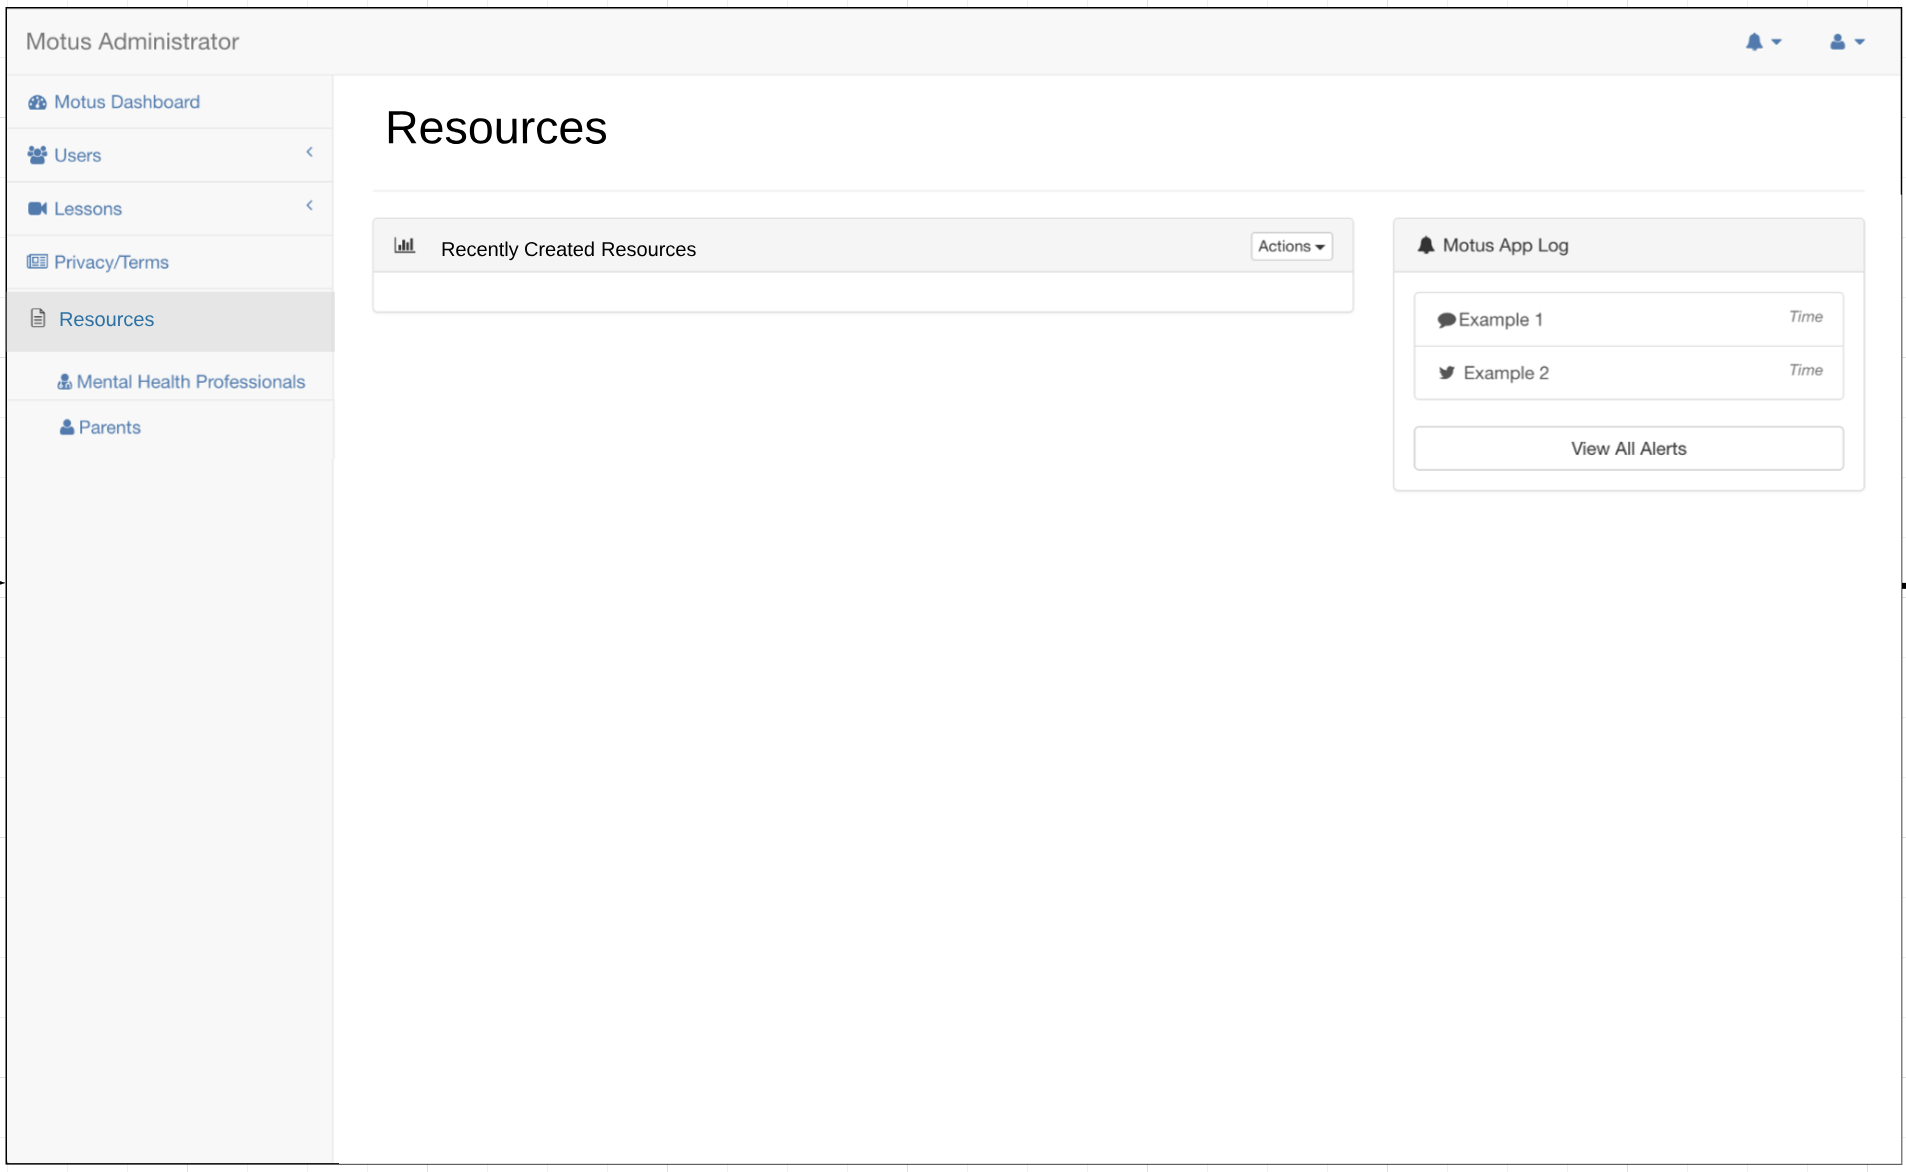 Motus Administrator
Motus Dashboard
Users
Lessons
Privacy/Terms
Resources
Mental Health Professionals
Parents
Resources
Recently Created Resources
Actions
Motus App Log
Example 1
Time
Example 2
Time
View All Alerts